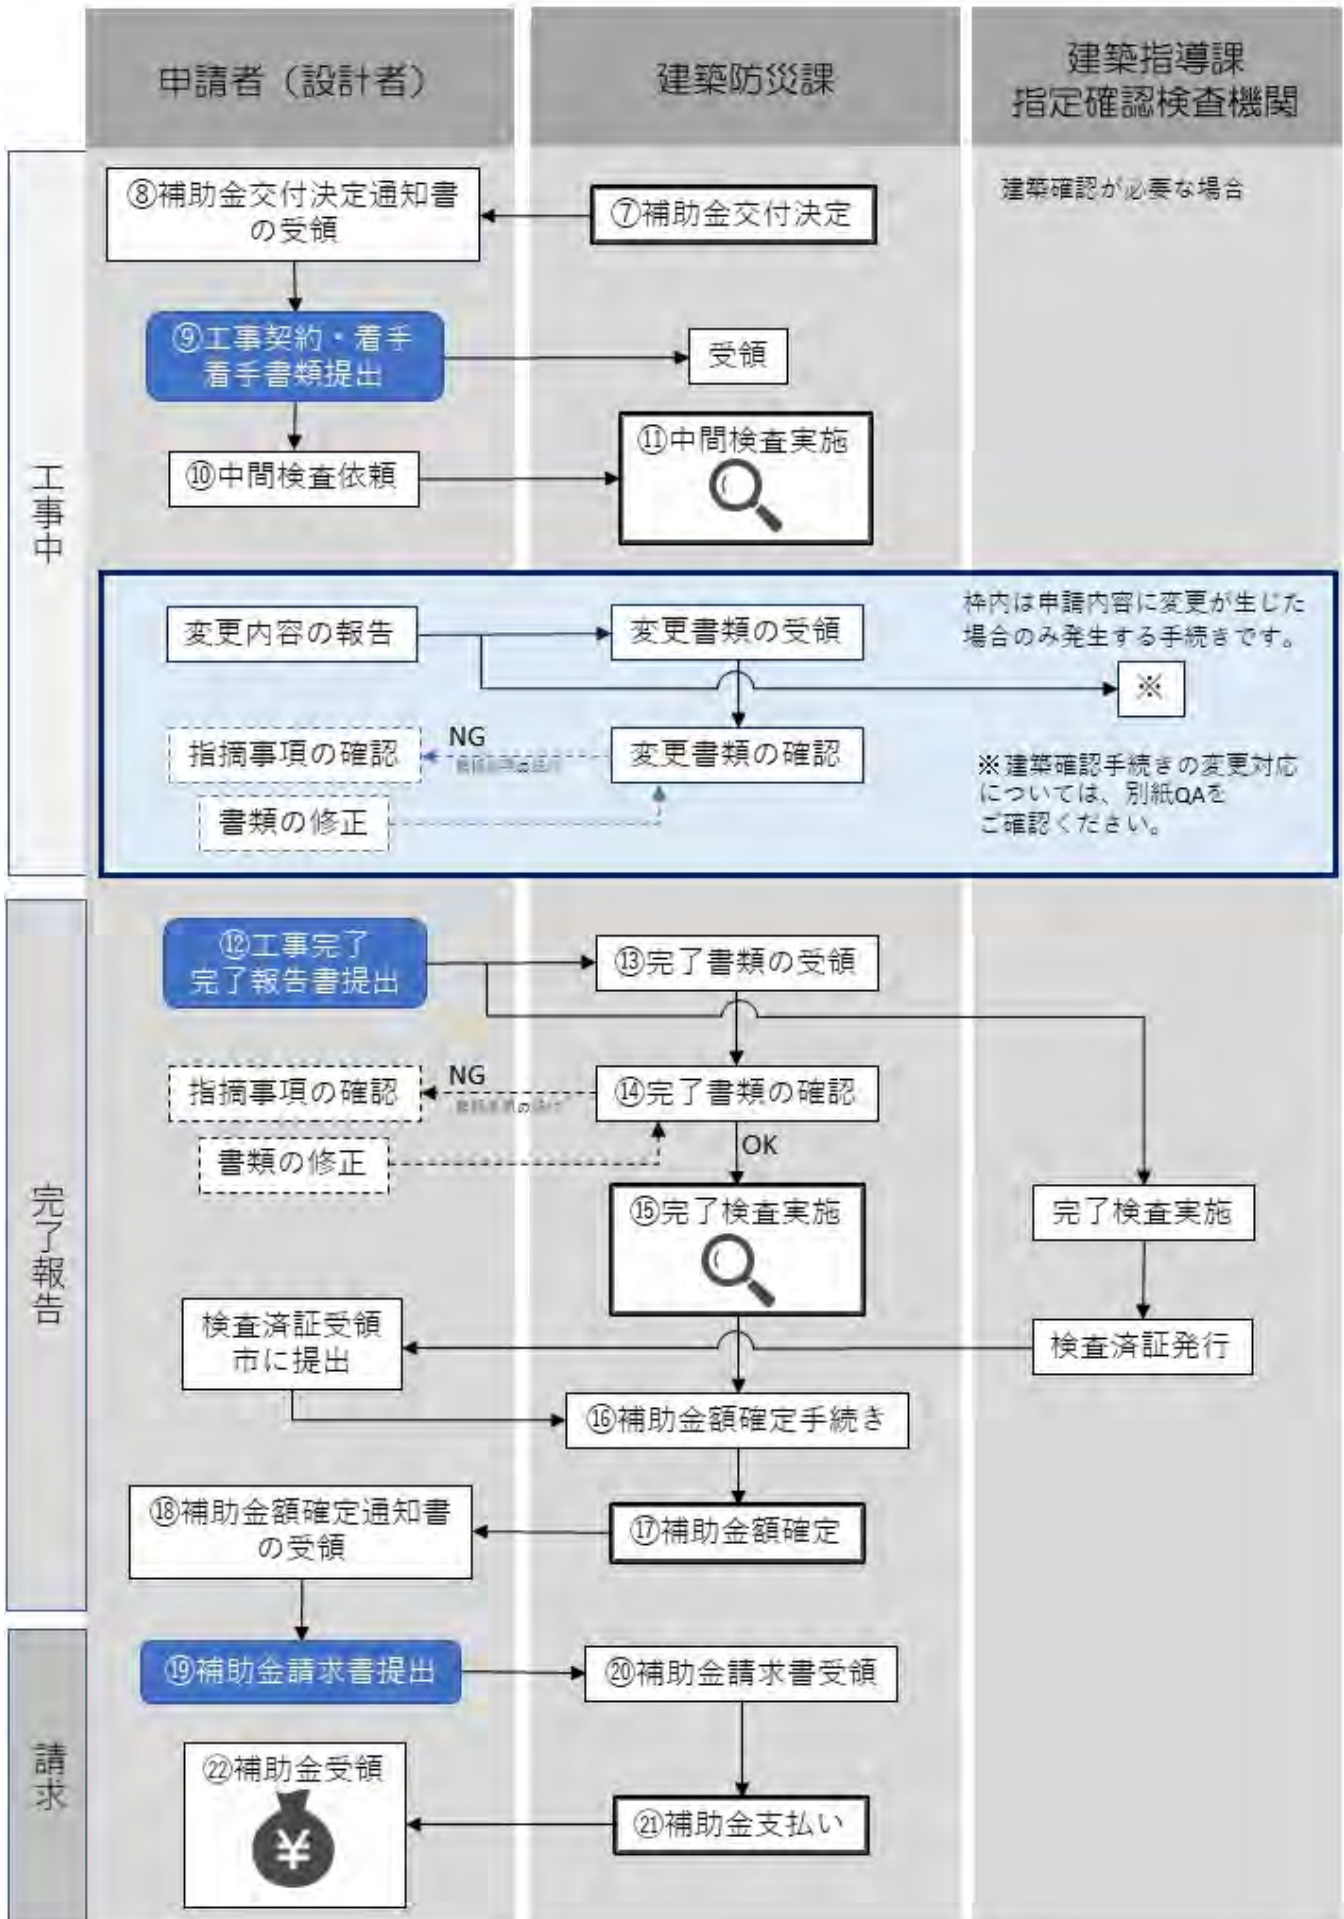 申請者（設計者）
建築防災課
建築指導課
指定確認検査機関
工事中
⑧補助金交付決定通知書
の受領
⑦補助金交付決定
建築確認が必要な場合
⑨工事契約・着手
着手書類提出
受領
⑩中間検査依頼
⑪中間検査実施
変更内容の報告
変更書類の受領
枠内は申請内容に変更が生じた
場合のみ発生する手続きです。
※
指摘事項の確認
NG
変更書類の確認
書類の修正
※建築確認手続きの変更対応
については、別紙QAを
ご確認ください。
完了報告
⑫工事完了
完了報告書提出
⑬完了書類の受領
指摘事項の確認
NG
⑭完了書類の確認
書類の修正
OK
⑮完了検査実施
完了検査実施
検査済証受領
市に提出
検査済証発行
⑯補助金額確定手続き
⑱補助金額確定通知書
の受領
⑰補助金額確定
請求
⑲補助金請求書提出
⑳補助金請求書受領
㉒補助金受領
¥
㉑補助金支払い